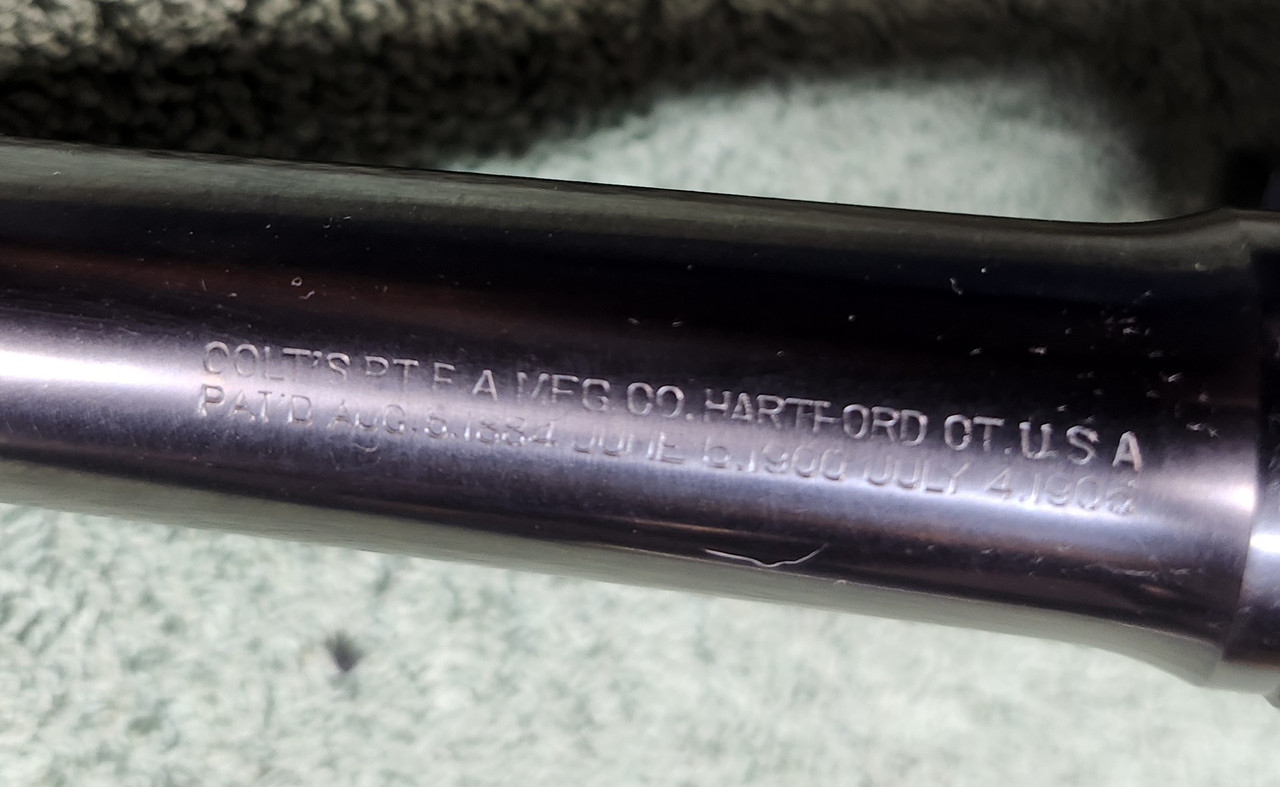 COLT'S PT. F. A. MFG. CO. HARTFORD CT. U.S.A
PAT'D AUG. 5.1884 JUNE 5.1900 JULY 4.1905